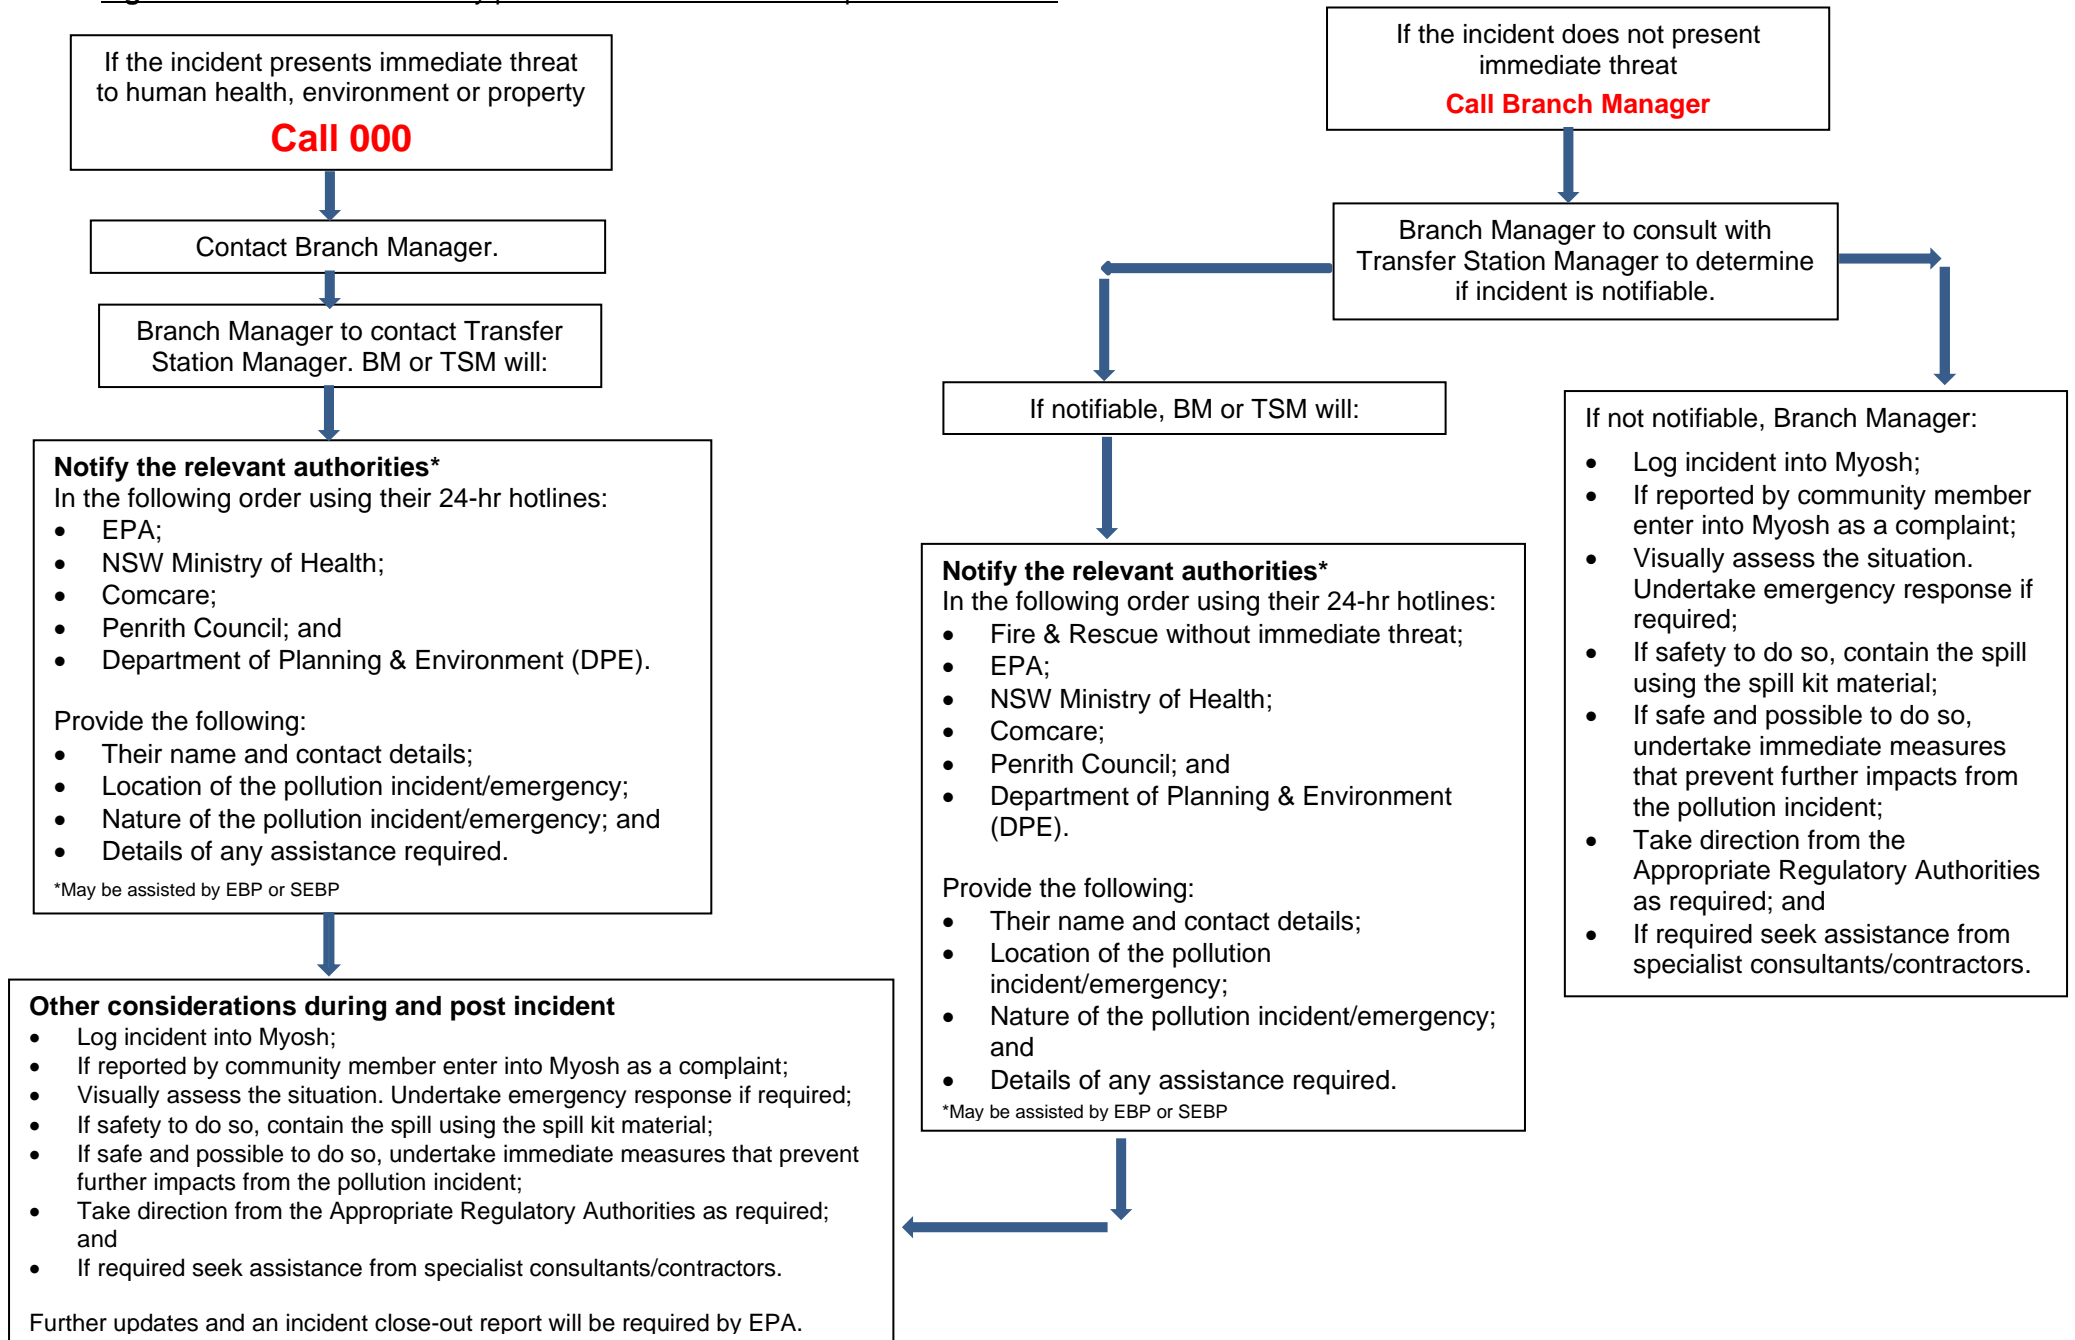 If the incident presents immediate threat
to human health, environment or property
Call 000
Contact Branch Manager.
Branch Manager to contact Transfer
Station Manager. BM or TSM will:
Notify the relevant authorities*
In the following order using their 24-hr hotlines:
• EPA;
• NSW Ministry of Health;
• Comcare;
• Penrith Council; and
• Department of Planning & Environment (DPE).
Provide the following:
• Their name and contact details;
• Location of the pollution incident/emergency;
• Nature of the pollution incident/emergency; and
• Details of any assistance required.
*May be assisted by EBP or SEBP
Other considerations during and post incident
• Log incident into Myosh;
• If reported by community member enter into Myosh as a complaint;
• Visually assess the situation. Undertake emergency response if required;
• If safety to do so, contain the spill using the spill kit material;
• If safe and possible to do so, undertake immediate measures that prevent
further impacts from the pollution incident;
• Take direction from the Appropriate Regulatory Authorities as required;
and
• If required seek assistance from specialist consultants/contractors.
Further updates and an incident close-out report will be required by EPA.
If the incident does not present
immediate threat
Call Branch Manager
Branch Manager to consult with
Transfer Station Manager to determine
if incident is notifiable.
If notifiable, BM or TSM will:
Notify the relevant authorities*
In the following order using their 24-hr hotlines:
• Fire & Rescue without immediate threat;
• EPA;
• NSW Ministry of Health;
• Comcare;
• Penrith Council; and
• Department of Planning & Environment
(DPE).
Provide the following:
• Their name and contact details;
• Location of the pollution
incident/emergency;
• Nature of the pollution incident/emergency;
and
• Details of any assistance required.
*May be assisted by EBP or SEBP
If not notifiable, Branch Manager:
• Log incident into Myosh;
• If reported by community member
enter into Myosh as a complaint;
• Visually assess the situation.
Undertake emergency response if
required;
• If safety to do so, contain the spill
using the spill kit material;
• If safe and possible to do so,
undertake immediate measures
that prevent further impacts from
the pollution incident;
• Take direction from the
Appropriate Regulatory Authorities
as required; and
• If required seek assistance from
specialist consultants/contractors.